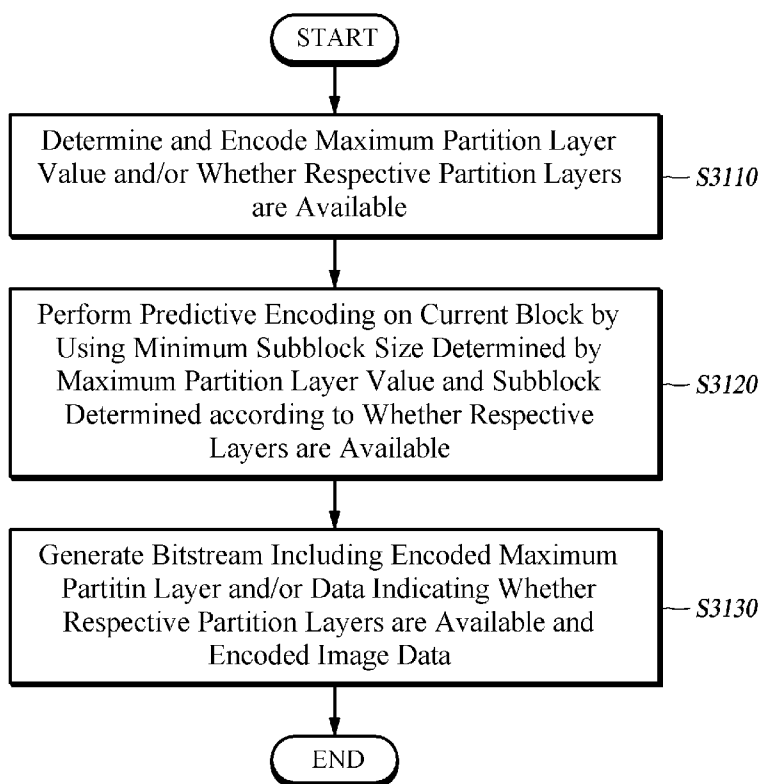 START
Determine and Encode Maximum Partition Layer
Value and/or Whether Respective Partition Layers
are Available
S3110
Perform Predictive Encoding on Current Block by
Using Minimum Subblock Size Determined by
Maximum Partition Layer Value and Subblock
Determined according to Whether Respective
Layers are Available
S3120
Generate Bitstream Including Encoded Maximum
Partitin Layer and/or Data Indicating Whether
Respective Partition Layers are Available and
Encoded Image Data
S3130
END